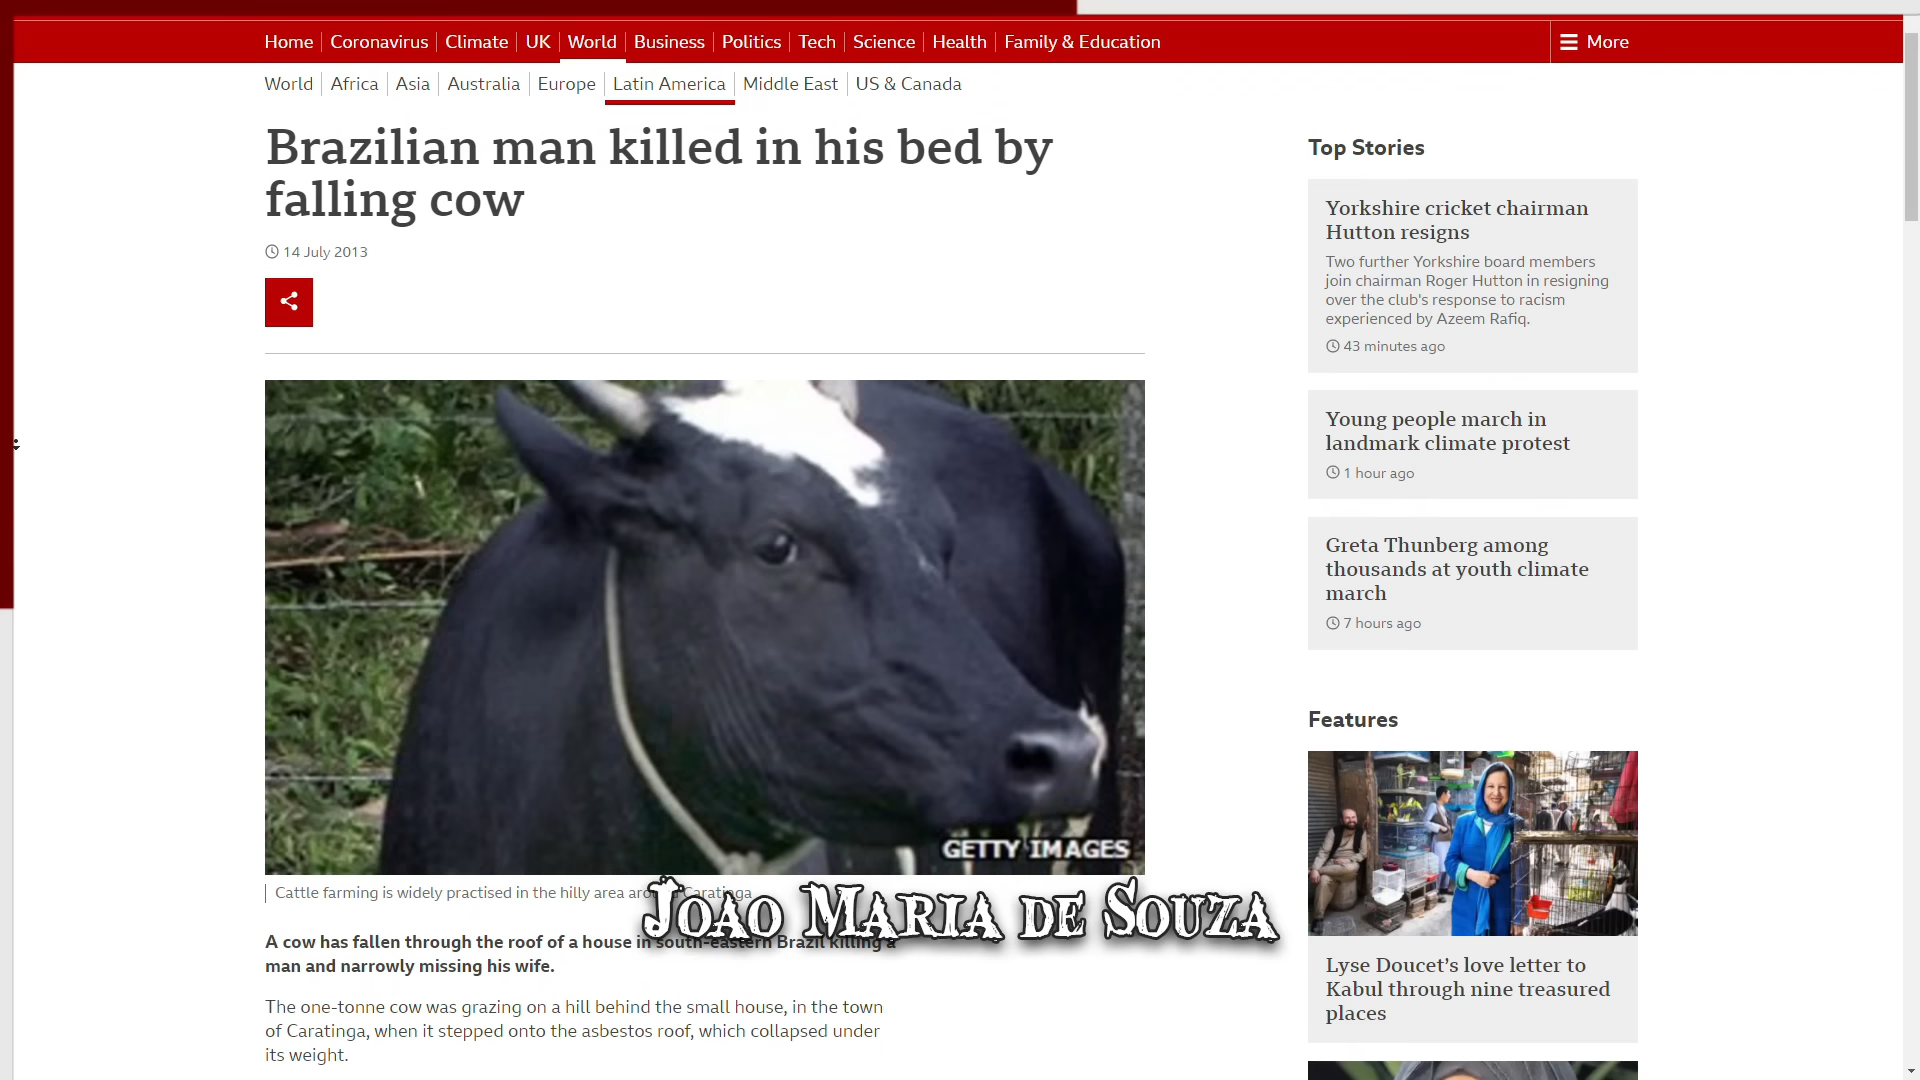 Home Coronavirus Climate UK World Business Politics Tech Science Health Family & Education More
World Africa Asia Australia Europe Latin America Middle East US & Canada
Brazilian man killed in his bed by
falling cow
14 July 2013
GETTY IMAGES
Cattle farming is widely practised in the hilly area around Caratinga
Joao Maria de Souza
A cow has fallen through the roof of a house in south-eastern Brazil killing a
man and narrowly missing his wife.
The one-tonne cow was grazing on a hill behind the small house, in the town
of Caratinga, when it stepped onto the asbestos roof, which collapsed under
its weight.
Top Stories
Yorkshire cricket chairman
Hutton resigns
Two further Yorkshire board members
join chairman Roger Hutton in resigning
over the club's response to racism
experienced by Azeem Rafiq.
43 minutes ago
Young people march in
landmark climate protest
1 hour ago
Greta Thunberg among
thousands at youth climate
march
7 hours ago
Features
Lyse Doucet’s love letter to
Kabul through nine treasured
places